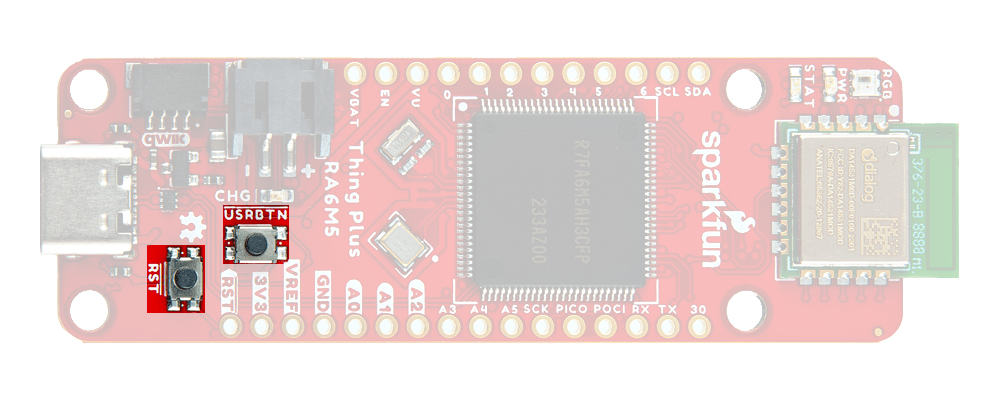 VBAT
EN
VU
0
1
2
3
4
5
6
SCL
SDA
STAT
PWR
RGB
qwiic
-
+
CHG
USRBTN
RST
Thing Plus
RA6M5
sparkfun
dialog
RST
3V3
VREF
GND
A0
A1
A2
A3
A4
A5
SCK
PICO
POCI
RX
TX
30